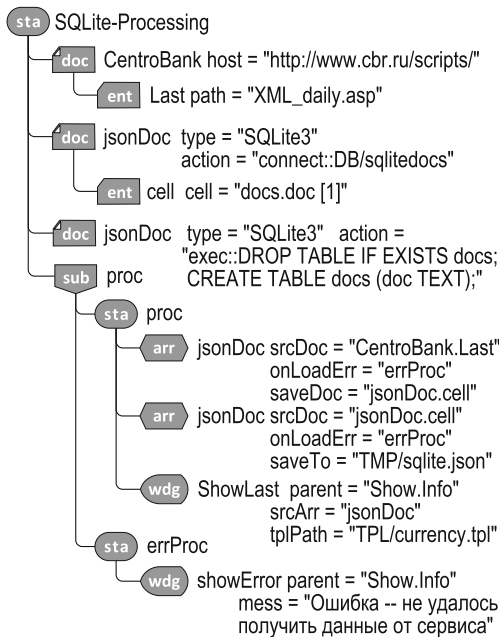 sta SQLite-Processing
doc CentroBank host = "http://www.cbr.ru/scripts/"
ent Last path = "XML_daily.asp"
doc jsonDoc type = "SQLite3"
action = "connect::DB/sqlitedocs"
ent cell cell = "docs.doc [1]"
doc jsonDoc type = "SQLite3" action =
"exec::DROP TABLE IF EXISTS docs;
sub proc CREATE TABLE docs (doc TEXT);"
sta proc
arr jsonDoc srcDoc = "CentroBank.Last"
onLoadErr = "errProc"
saveDoc = "jsonDoc.cell"
arr jsonDoc srcDoc = "jsonDoc.cell"
onLoadErr = "errProc"
saveTo = "TMP/sqlite.json"
wdg ShowLast parent = "Show.Info"
srcArr = "jsonDoc"
tplPath = "TPL/currency.tpl"
sta errProc
wdg showError parent = "Show.Info"
mess = "Ошибка -- не удалось
получить данные от сервиса"